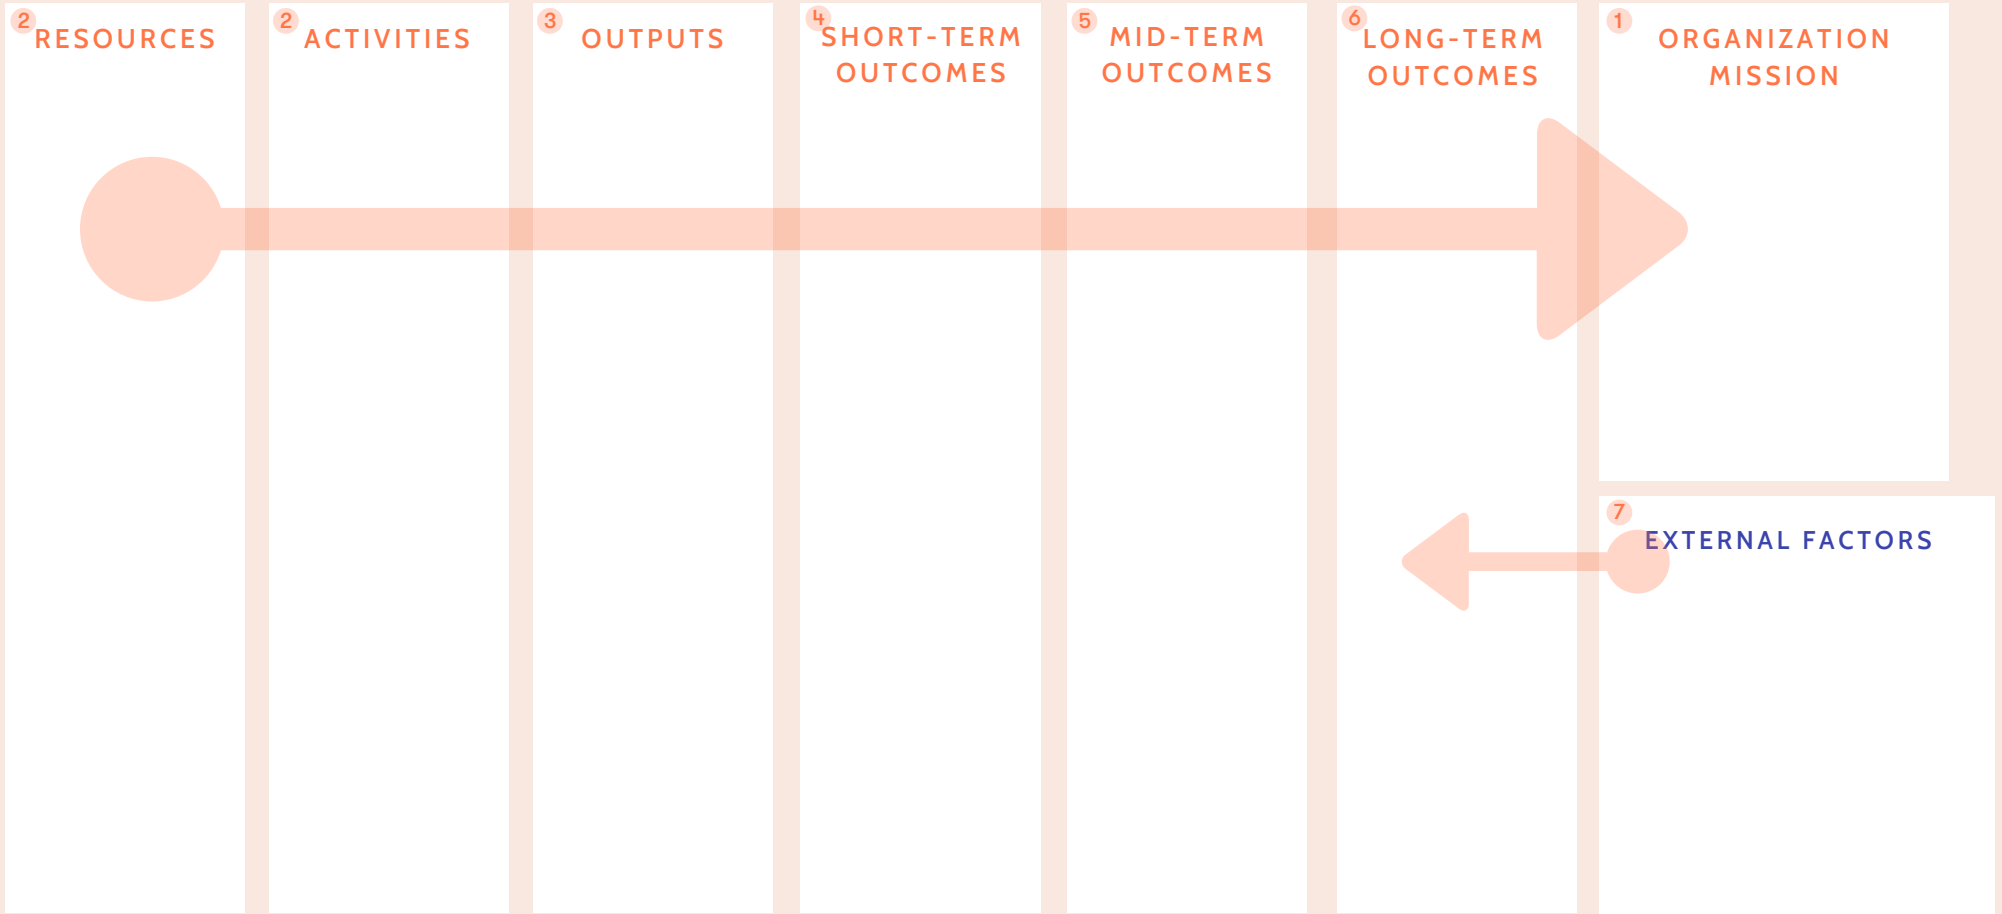 2
RESOURCES
2
ACTIVITIES
3
OUTPUTS
4
SHORT-TERM
OUTCOMES
5
MID-TERM
OUTCOMES
6
LONG-TERM
OUTCOMES
1
ORGANIZATION
MISSION
7
EXTERNAL FACTORS